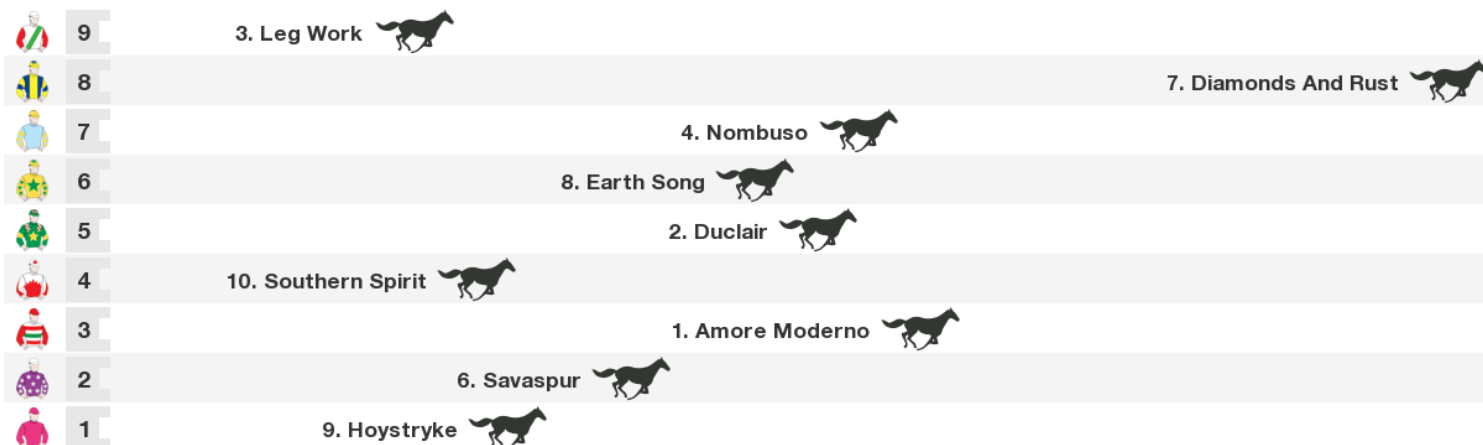 9 3. Leg Work
8 7. Diamonds And Rust
7 4. Nombuso
6 8. Earth Song
5 2. Duclair
4 10. Southern Spirit
3 1. Amore Moderno
2 6. Savaspur
1 9. Hoystryke